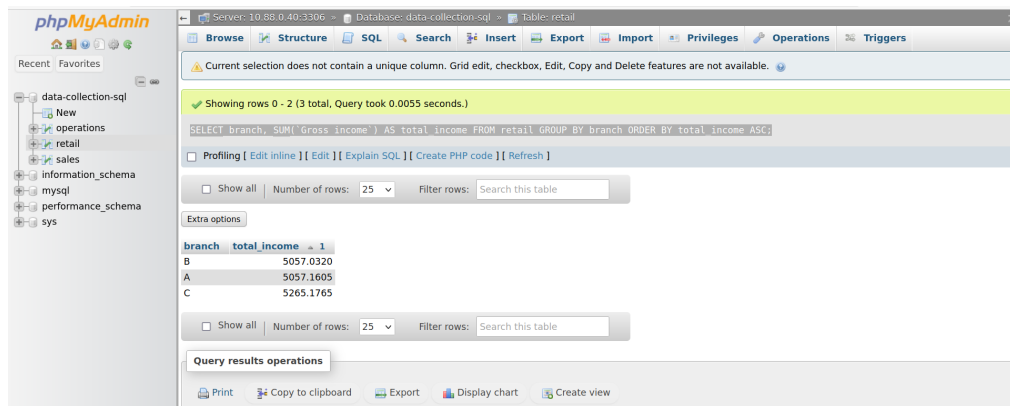 phpMyAdmin
Recent Favorites
data-collection-sql
New
operations
retail
sales
information_schema
mysql
performance_schema
sys
Server: 10.88.0.40:3306 » Database: data-collection-sql » Table: retail
Browse Structure SQL Search Insert Export Import Privileges Operations Triggers
Current selection does not contain a unique column. Grid edit, checkbox, Edit, Copy and Delete features are not available.
Showing rows 0 - 2 (3 total, Query took 0.0055 seconds.)
SELECT branch, SUM(`Gross income`) AS total_income FROM retail GROUP BY branch ORDER BY total_income ASC;
Profiling [ Edit inline ] [ Edit ] [ Explain SQL ] [ Create PHP code ] [ Refresh ]
Show all Number of rows: 25 Filter rows: Search this table
Extra options
branch total_income 1
B 5057.0320
A 5057.1605
C 5265.1765
Show all Number of rows: 25 Filter rows: Search this table
Query results operations
Print Copy to clipboard Export Display chart Create view